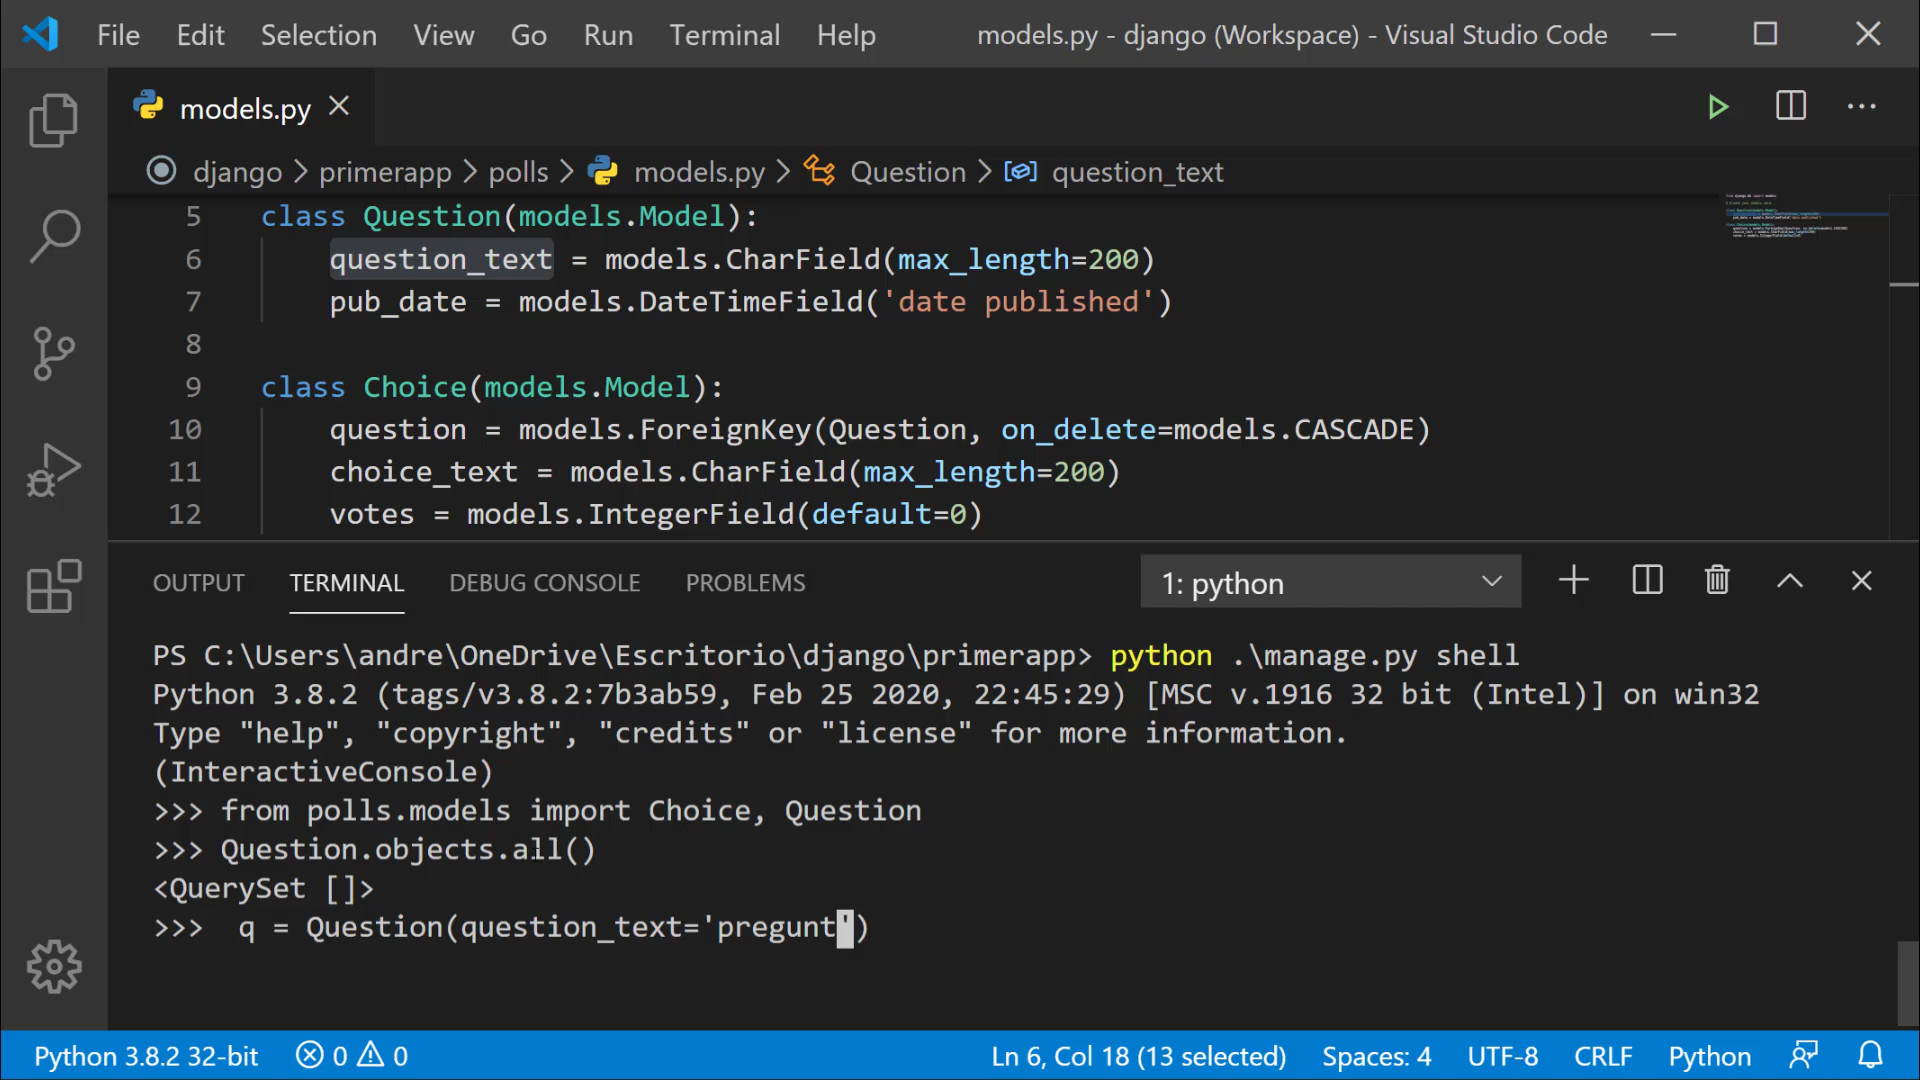 File Edit Selection View Go Run Terminal Help models.py - django (Workspace) - Visual Studio Code
models.py
django > primerapp > polls > models.py > Question > question_text
5 class Question(models.Model):
6 question_text = models.CharField(max_length=200)
7 pub_date = models.DateTimeField('date published')
8
9 class Choice(models.Model):
10 question = models.ForeignKey(Question, on_delete=models.CASCADE)
11 choice_text = models.CharField(max_length=200)
12 votes = models.IntegerField(default=0)
OUTPUT TERMINAL DEBUG CONSOLE PROBLEMS 1: python
PS C:\Users\andre\OneDrive\Escritorio\django\primerapp> python .\manage.py shell
Python 3.8.2 (tags/v3.8.2:7b3ab59, Feb 25 2020, 22:45:29) [MSC v.1916 32 bit (Intel)] on win32
Type "help", "copyright", "credits" or "license" for more information.
(InteractiveConsole)
>>> from polls.models import Choice, Question
>>> Question.objects.all()
<QuerySet []>
>>>  q = Question(question_text='pregunt')
Python 3.8.2 32-bit 0 0 Ln 6, Col 18 (13 selected) Spaces: 4 UTF-8 CRLF Python